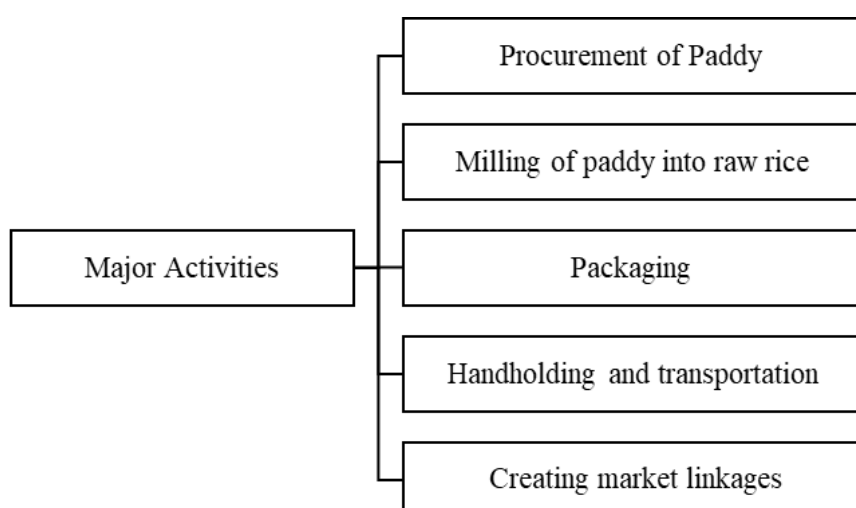 Procurement of Paddy
Milling of paddy into raw rice
Major Activities
Packaging
Handholding and transportation
Creating market linkages